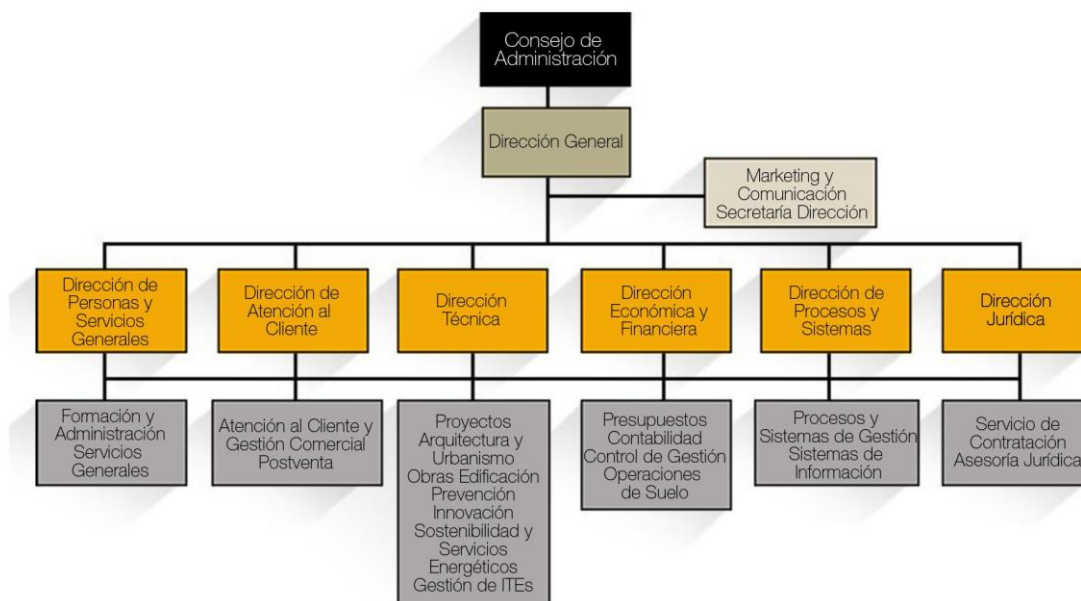 Consejo de
Administración
Dirección General
Marketing y
Comunicación
Secretaría Dirección
Dirección de
Personas y
Servicios
Generales
Dirección de
Atención al
Cliente
Dirección
Técnica
Dirección
Económica y
Financiera
Dirección de
Procesos y
Sistemas
Dirección
Jurídica
Formación y
Administración
Servicios
Generales
Atención al Cliente y
Gestión Comercial
Postventa
Proyectos
Arquitectura y
Urbanismo
Obras Edificación
Prevención
Innovación
Sostenibilidad y
Servicios
Energéticos
Gestión de ITEs
Presupuestos
Contabilidad
Control de Gestión
Operaciones
de Suelo
Procesos y
Sistemas de Gestión
Sistemas de
Información
Servicio de
Contratación
Asesoría Jurídica